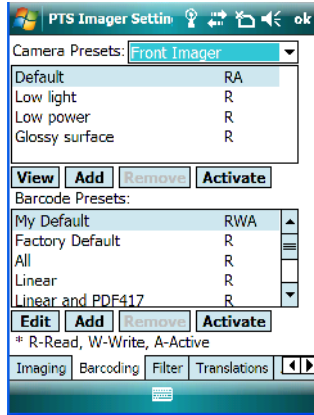 PTS Imager Settin ok
Camera Presets: Front Imager
Default RA
Low light R
Low power R
Glossy surface R
View Add Remove Activate
Barcode Presets:
My Default RWA
Factory Default R
All R
Linear R
Linear and PDF417 R
Edit Add Remove Activate
* R-Read, W-Write, A-Active
Imaging Barcoding Filter Translations